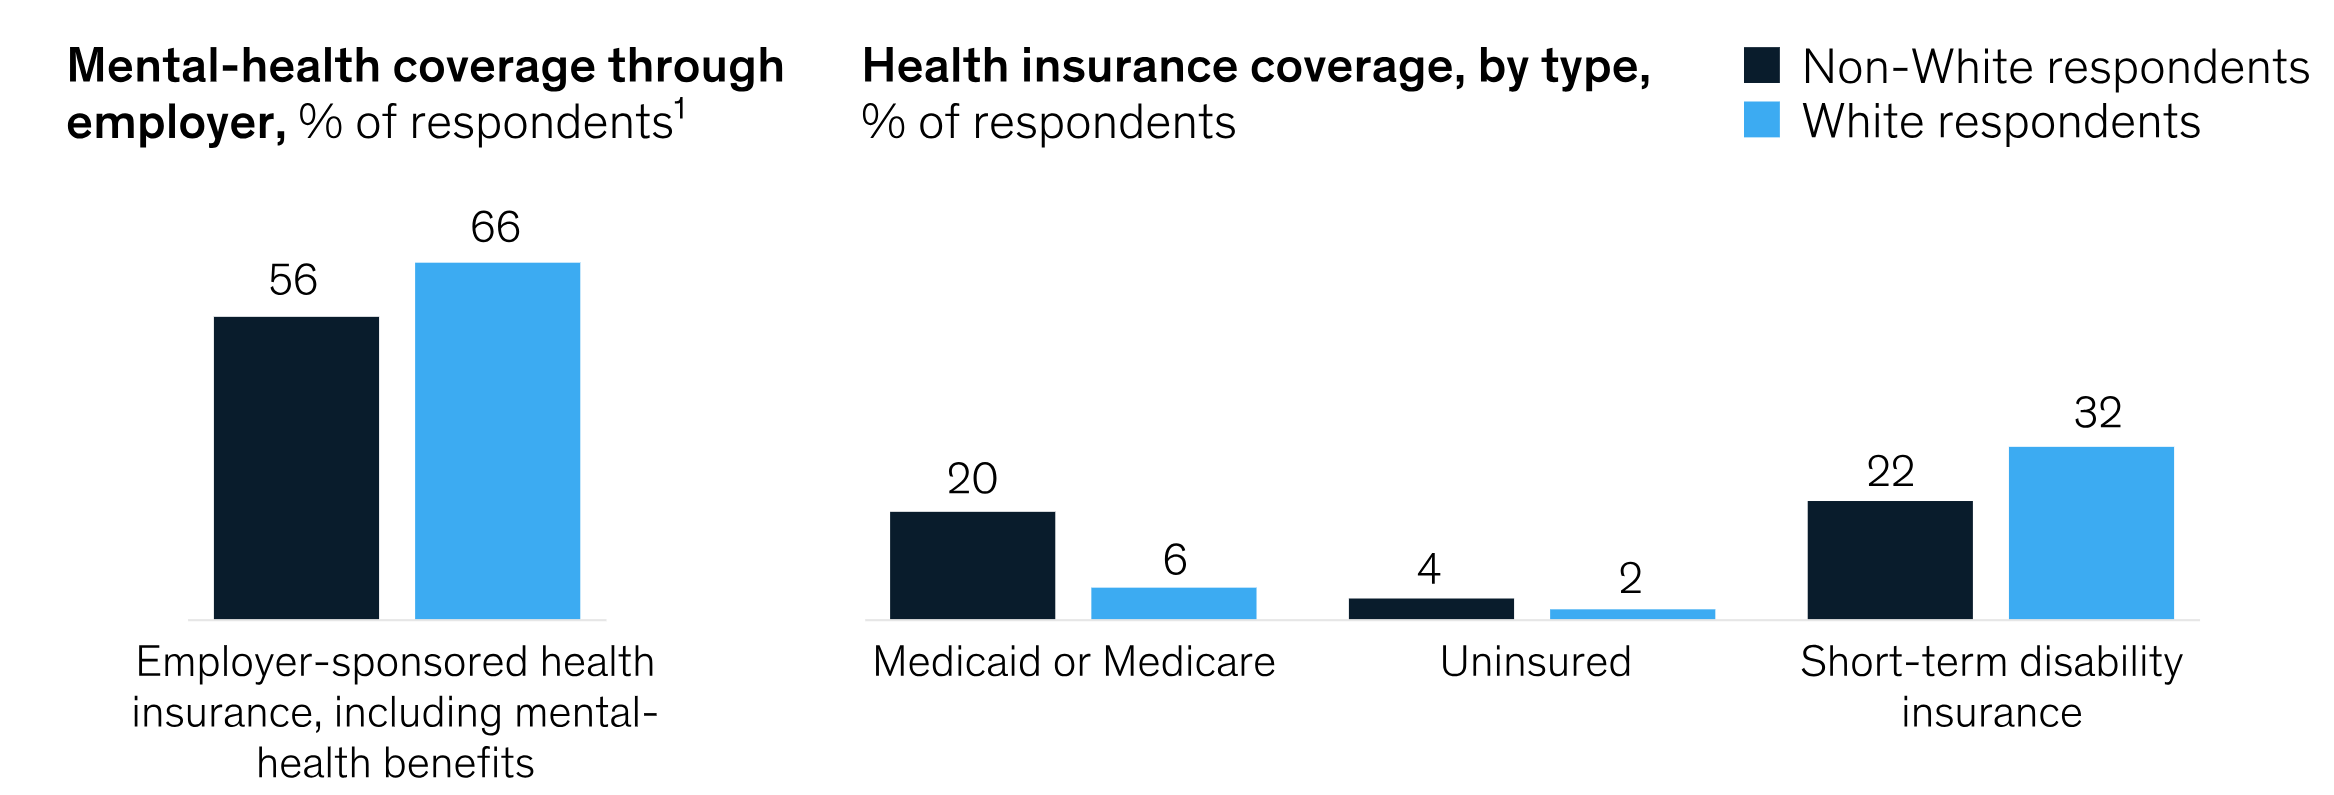 Mental-health coverage through
employer, % of respondents¹
56
66
Employer-sponsored health
insurance, including mental-
health benefits
Health insurance coverage, by type,
% of respondents
Non-White respondents
White respondents
20
6
Medicaid or Medicare
4
2
Uninsured
22
32
Short-term disability
insurance